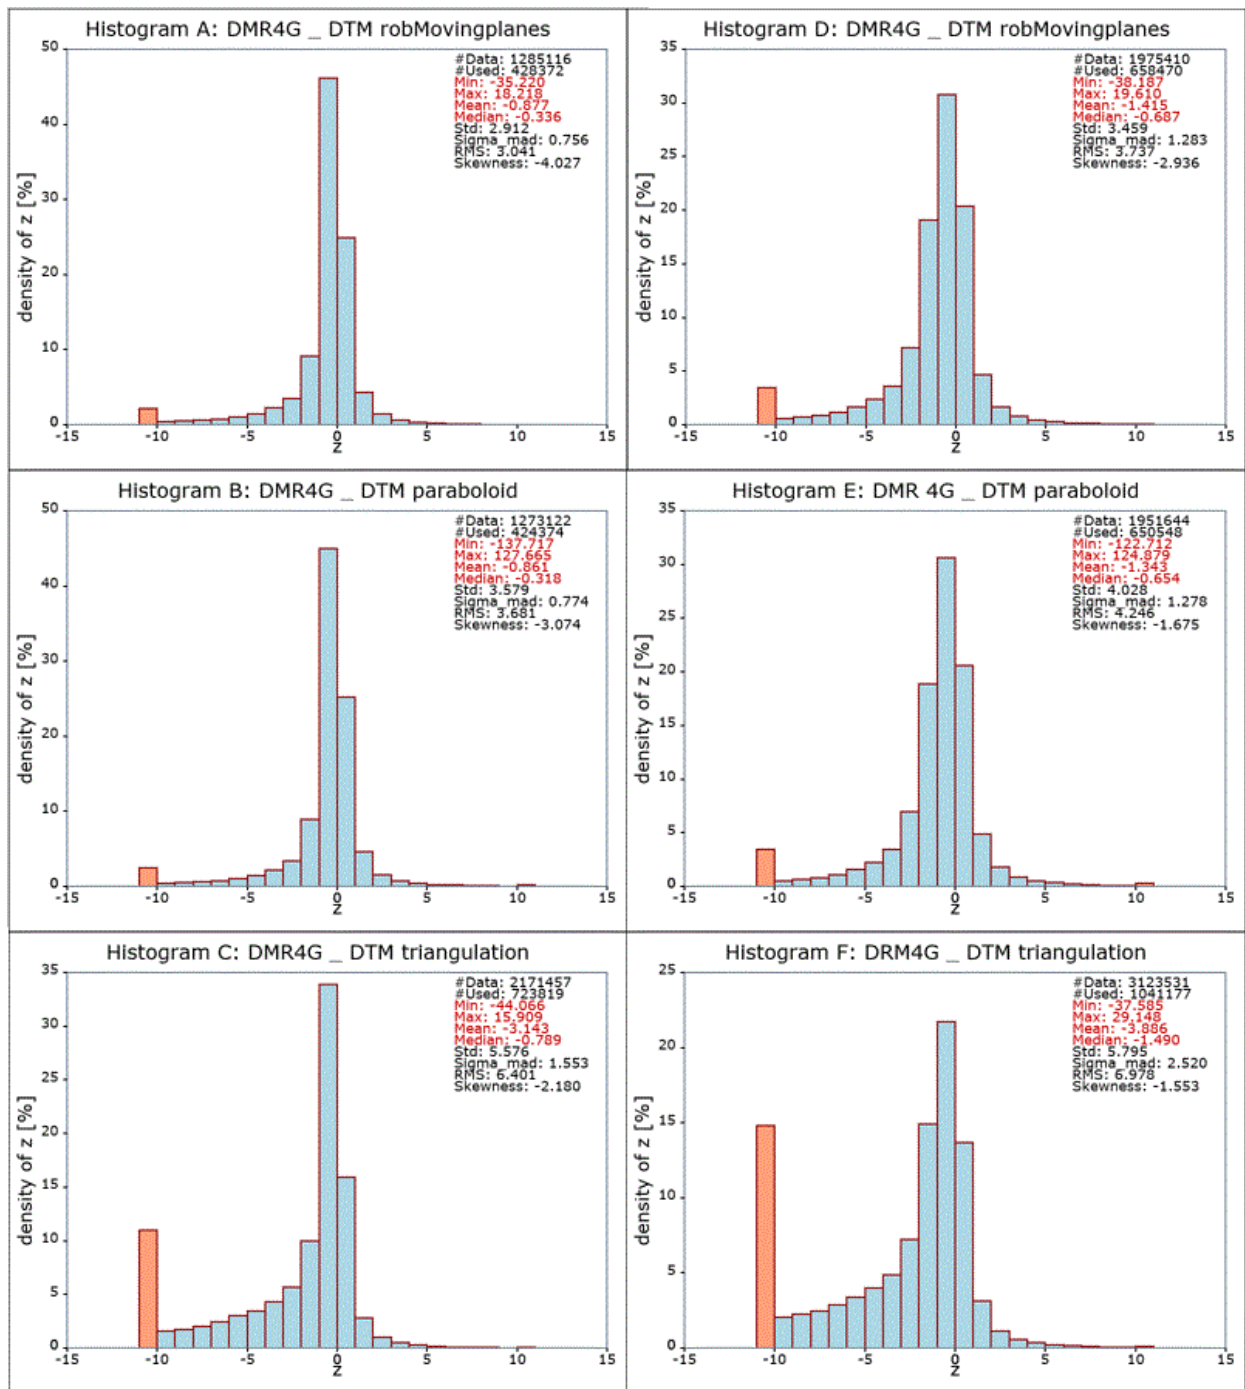 Histogram A: DMR4G _ DTM robMovingplanes
#Data: 1285116
#Used: 428372
Min: -35.220
Max: 18.218
Mean: -0.877
Median: -0.336
Std: 2.912
Sigma_mad: 0.756
RMS: 3.041
Skewness: -4.027
density of z [%]
50
40
30
20
10
0
-15 -10 -5 0 5 10 15
z
Histogram D: DMR4G _ DTM robMovingplanes
#Data: 1975410
#Used: 658470
Min: -38.187
Max: 19.610
Mean: -1.415
Median: -0.687
Std: 3.459
Sigma_mad: 1.283
RMS: 3.737
Skewness: -2.936
density of z [%]
35
30
25
20
15
10
5
0
-15 -10 -5 0 5 10 15
z
Histogram B: DMR4G _ DTM paraboloid
#Data: 1273122
#Used: 424374
Min: -137.717
Max: 127.665
Mean: -0.861
Median: -0.318
Std: 3.579
Sigma_mad: 0.774
RMS: 3.681
Skewness: -3.074
density of z [%]
50
40
30
20
10
0
-15 -10 -5 0 5 10 15
z
Histogram E: DMR 4G _ DTM paraboloid
#Data: 1951644
#Used: 650548
Min: -122.712
Max: 124.879
Mean: -1.343
Median: -0.654
Std: 4.028
Sigma_mad: 1.278
RMS: 4.246
Skewness: -1.675
density of z [%]
35
30
25
20
15
10
5
0
-15 -10 -5 0 5 10 15
z
Histogram C: DMR4G _ DTM triangulation
#Data: 2171457
#Used: 723819
Min: -44.066
Max: 15.909
Mean: -3.143
Median: -0.789
Std: 5.576
Sigma_mad: 1.553
RMS: 6.401
Skewness: -2.180
density of z [%]
35
30
25
20
15
10
5
0
-15 -10 -5 0 5 10 15
z
Histogram F: DRM4G _ DTM triangulation
#Data: 3123531
#Used: 1041177
Min: -37.585
Max: 29.148
Mean: -3.886
Median: -1.490
Std: 5.795
Sigma_mad: 2.520
RMS: 6.978
Skewness: -1.553
density of z [%]
25
20
15
10
5
0
-15 -10 -5 0 5 10 15
z